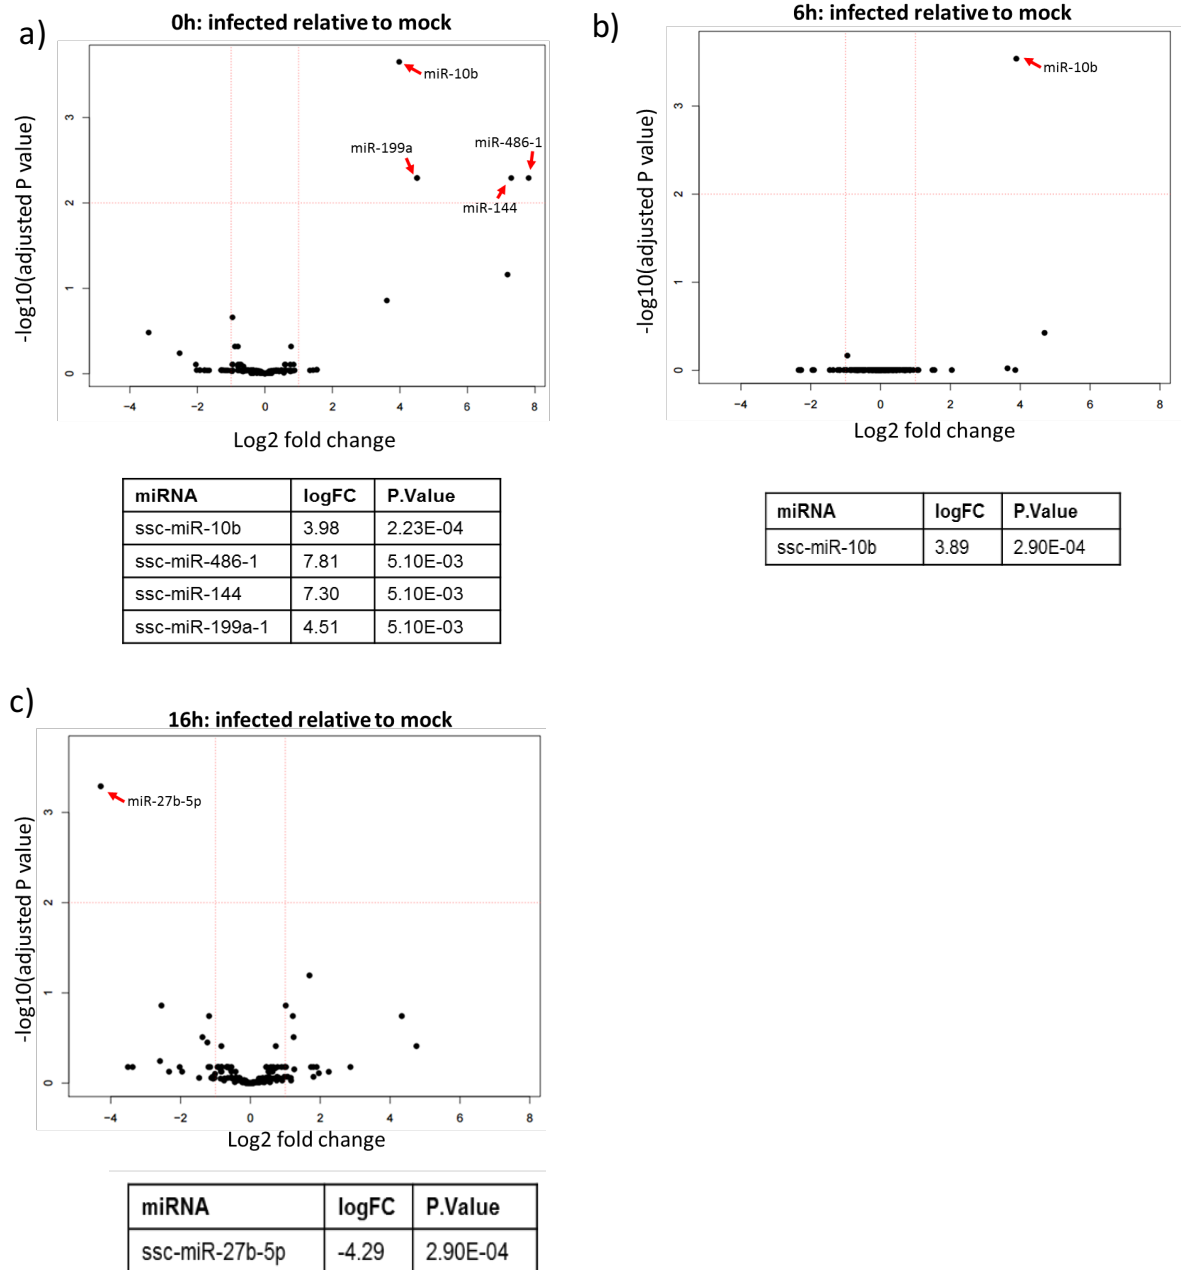 a)
0h: infected relative to mock
-log10(adjusted P value)
3
2
1
0
miR-10b
miR-199a
miR-486-1
miR-144
−4 −2 0 2 4 6 8
Log2 fold change
miRNA logFC P.Value
ssc-miR-10b 3.98 2.23E-04
ssc-miR-486-1 7.81 5.10E-03
ssc-miR-144 7.30 5.10E-03
ssc-miR-199a-1 4.51 5.10E-03
b)
6h: infected relative to mock
-log10(adjusted P value)
3
2
1
0
miR-10b
−4 −2 0 2 4 6 8
Log2 fold change
miRNA logFC P.Value
ssc-miR-10b 3.89 2.90E-04
c)
16h: infected relative to mock
-log10(adjusted P value)
3
2
1
0
miR-27b-5p
−4 −2 0 2 4 6 8
Log2 fold change
miRNA logFC P.Value
ssc-miR-27b-5p -4.29 2.90E-04